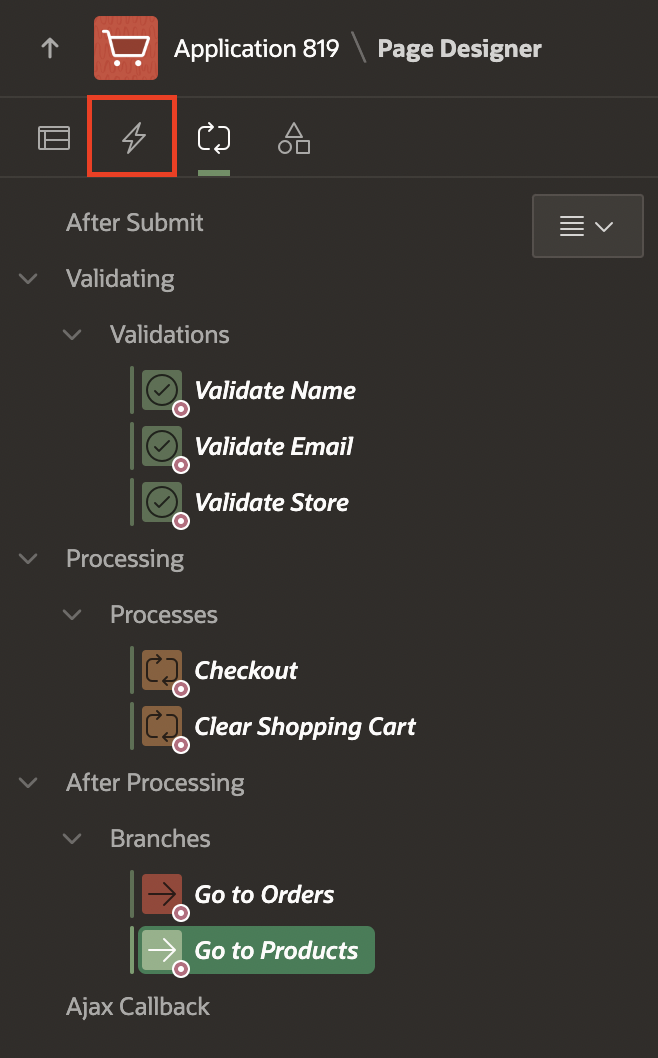 Application 819 \ Page Designer
After Submit
Validating
Validations
Validate Name
Validate Email
Validate Store
Processing
Processes
Checkout
Clear Shopping Cart
After Processing
Branches
Go to Orders
Go to Products
Ajax Callback